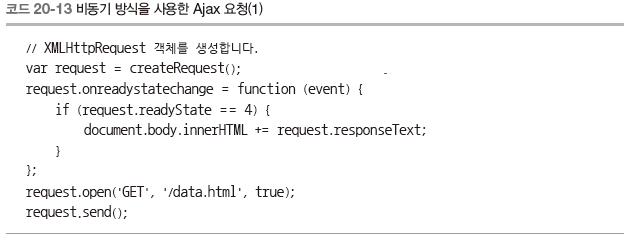 코드 20-13 비동기 방식을 사용한 Ajax 요청(1)
// XMLHttpRequest 객체를 생성합니다.
var request = createRequest();
request.onreadystatechange = function (event) {
    if (request.readyState == 4) {
        document.body.innerHTML += request.responseText;
    }
};
request.open('GET', '/data.html', true);
request.send();